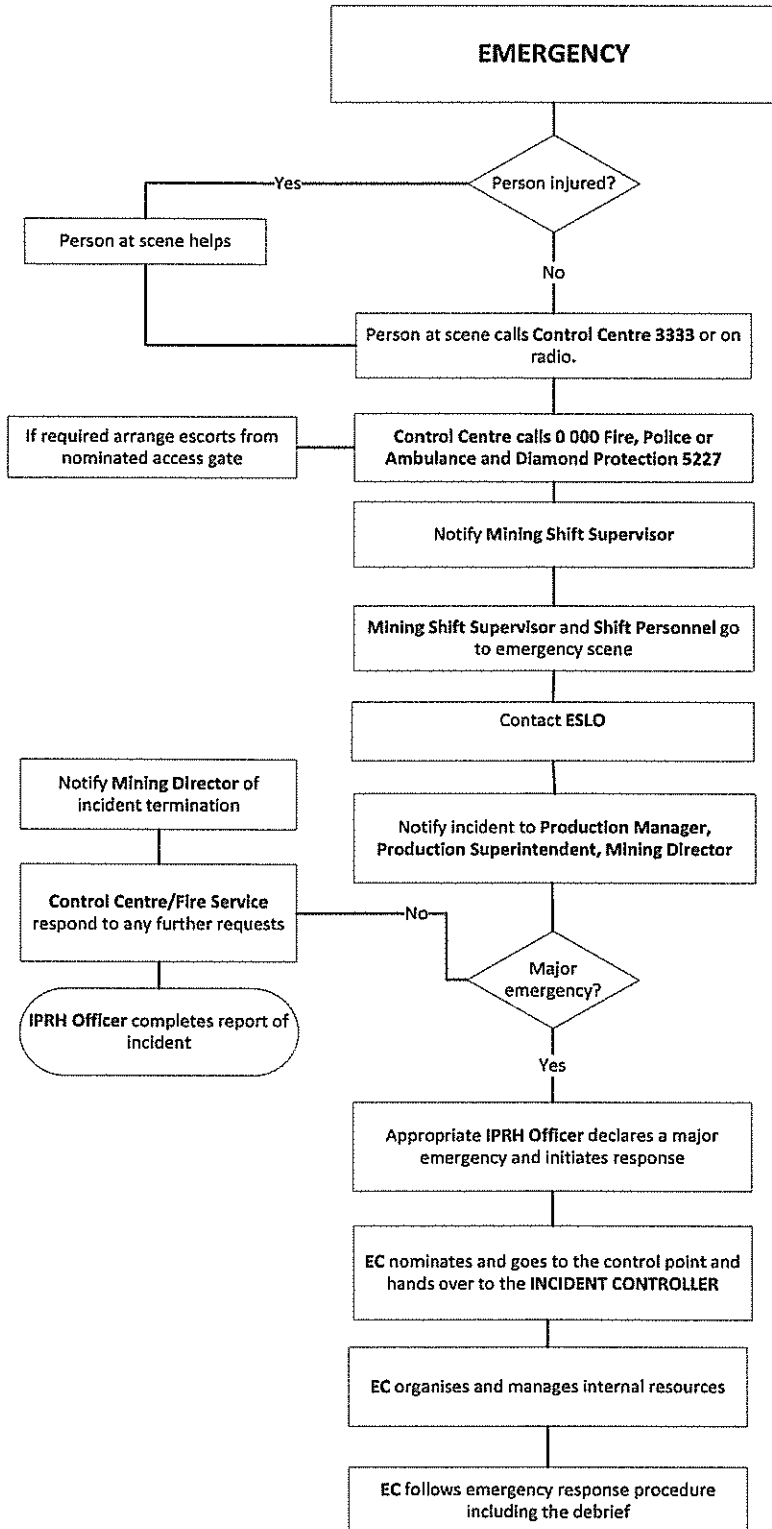 EMERGENCY
Person injured?
Yes
Person at scene helps
No
Person at scene calls Control Centre 3333 or on
radio.
If required arrange escorts from
nominated access gate
Control Centre calls 0 000 Fire, Police or
Ambulance and Diamond Protection 5227
Notify Mining Shift Supervisor
Mining Shift Supervisor and Shift Personnel go
to emergency scene
Contact ESLO
Notify incident to Production Manager,
Production Superintendent, Mining Director
Major
emergency?
No
Notify Mining Director of
incident termination
Control Centre/Fire Service
respond to any further requests
IPRH Officer completes report of
incident
Yes
Appropriate IPRH Officer declares a major
emergency and initiates response
EC nominates and goes to the control point and
hands over to the INCIDENT CONTROLLER
EC organises and manages internal resources
EC follows emergency response procedure
including the debrief